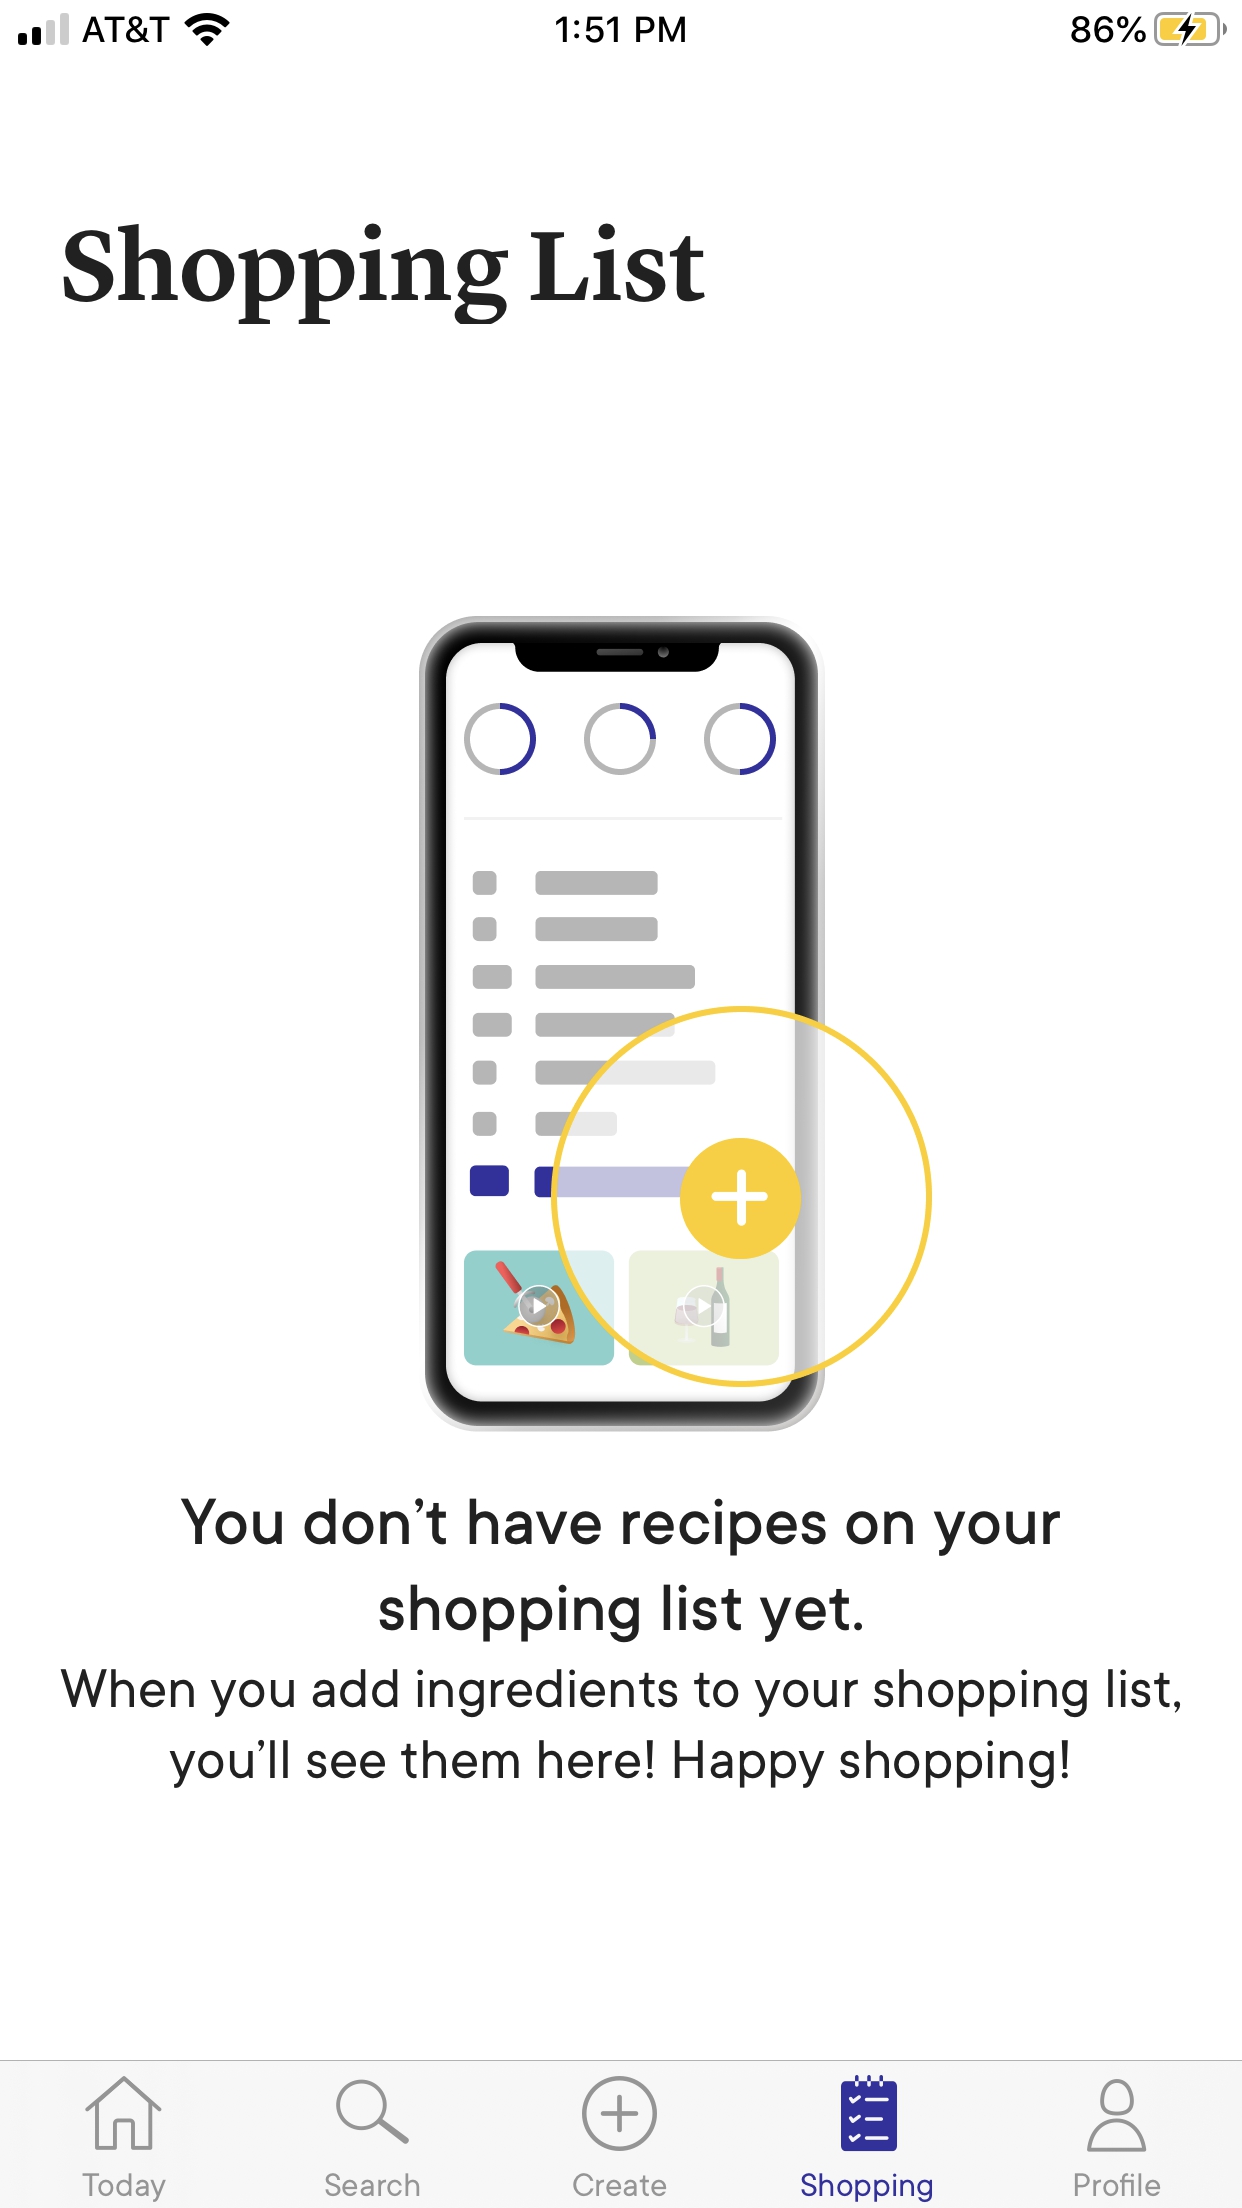 AT&T 1:51 PM 86%
Shopping List
You don’t have recipes on your
shopping list yet.
When you add ingredients to your shopping list,
you’ll see them here! Happy shopping!
Today Search Create Shopping Profile